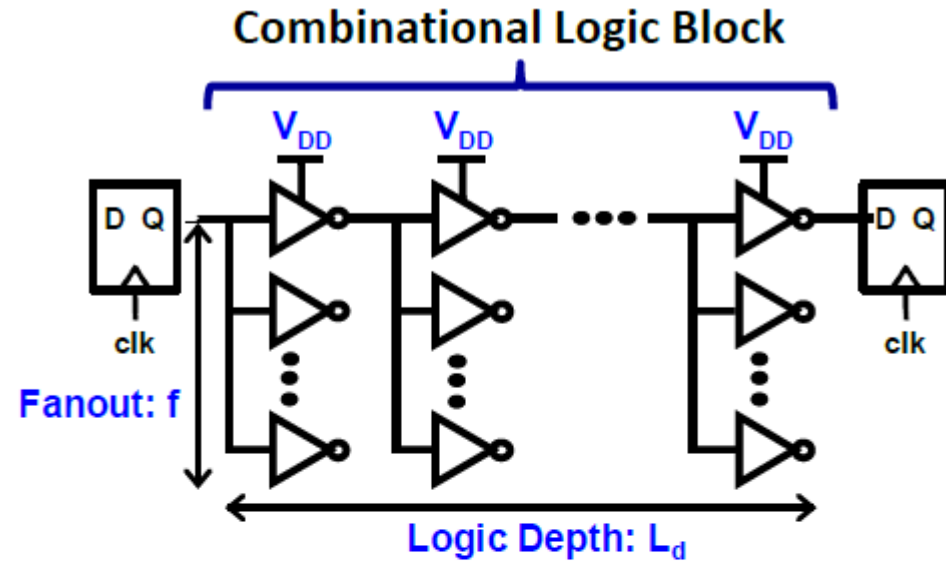 Combinational Logic Block
VDD VDD VDD
D Q D Q
clk clk
Fanout: f
Logic Depth: Ld